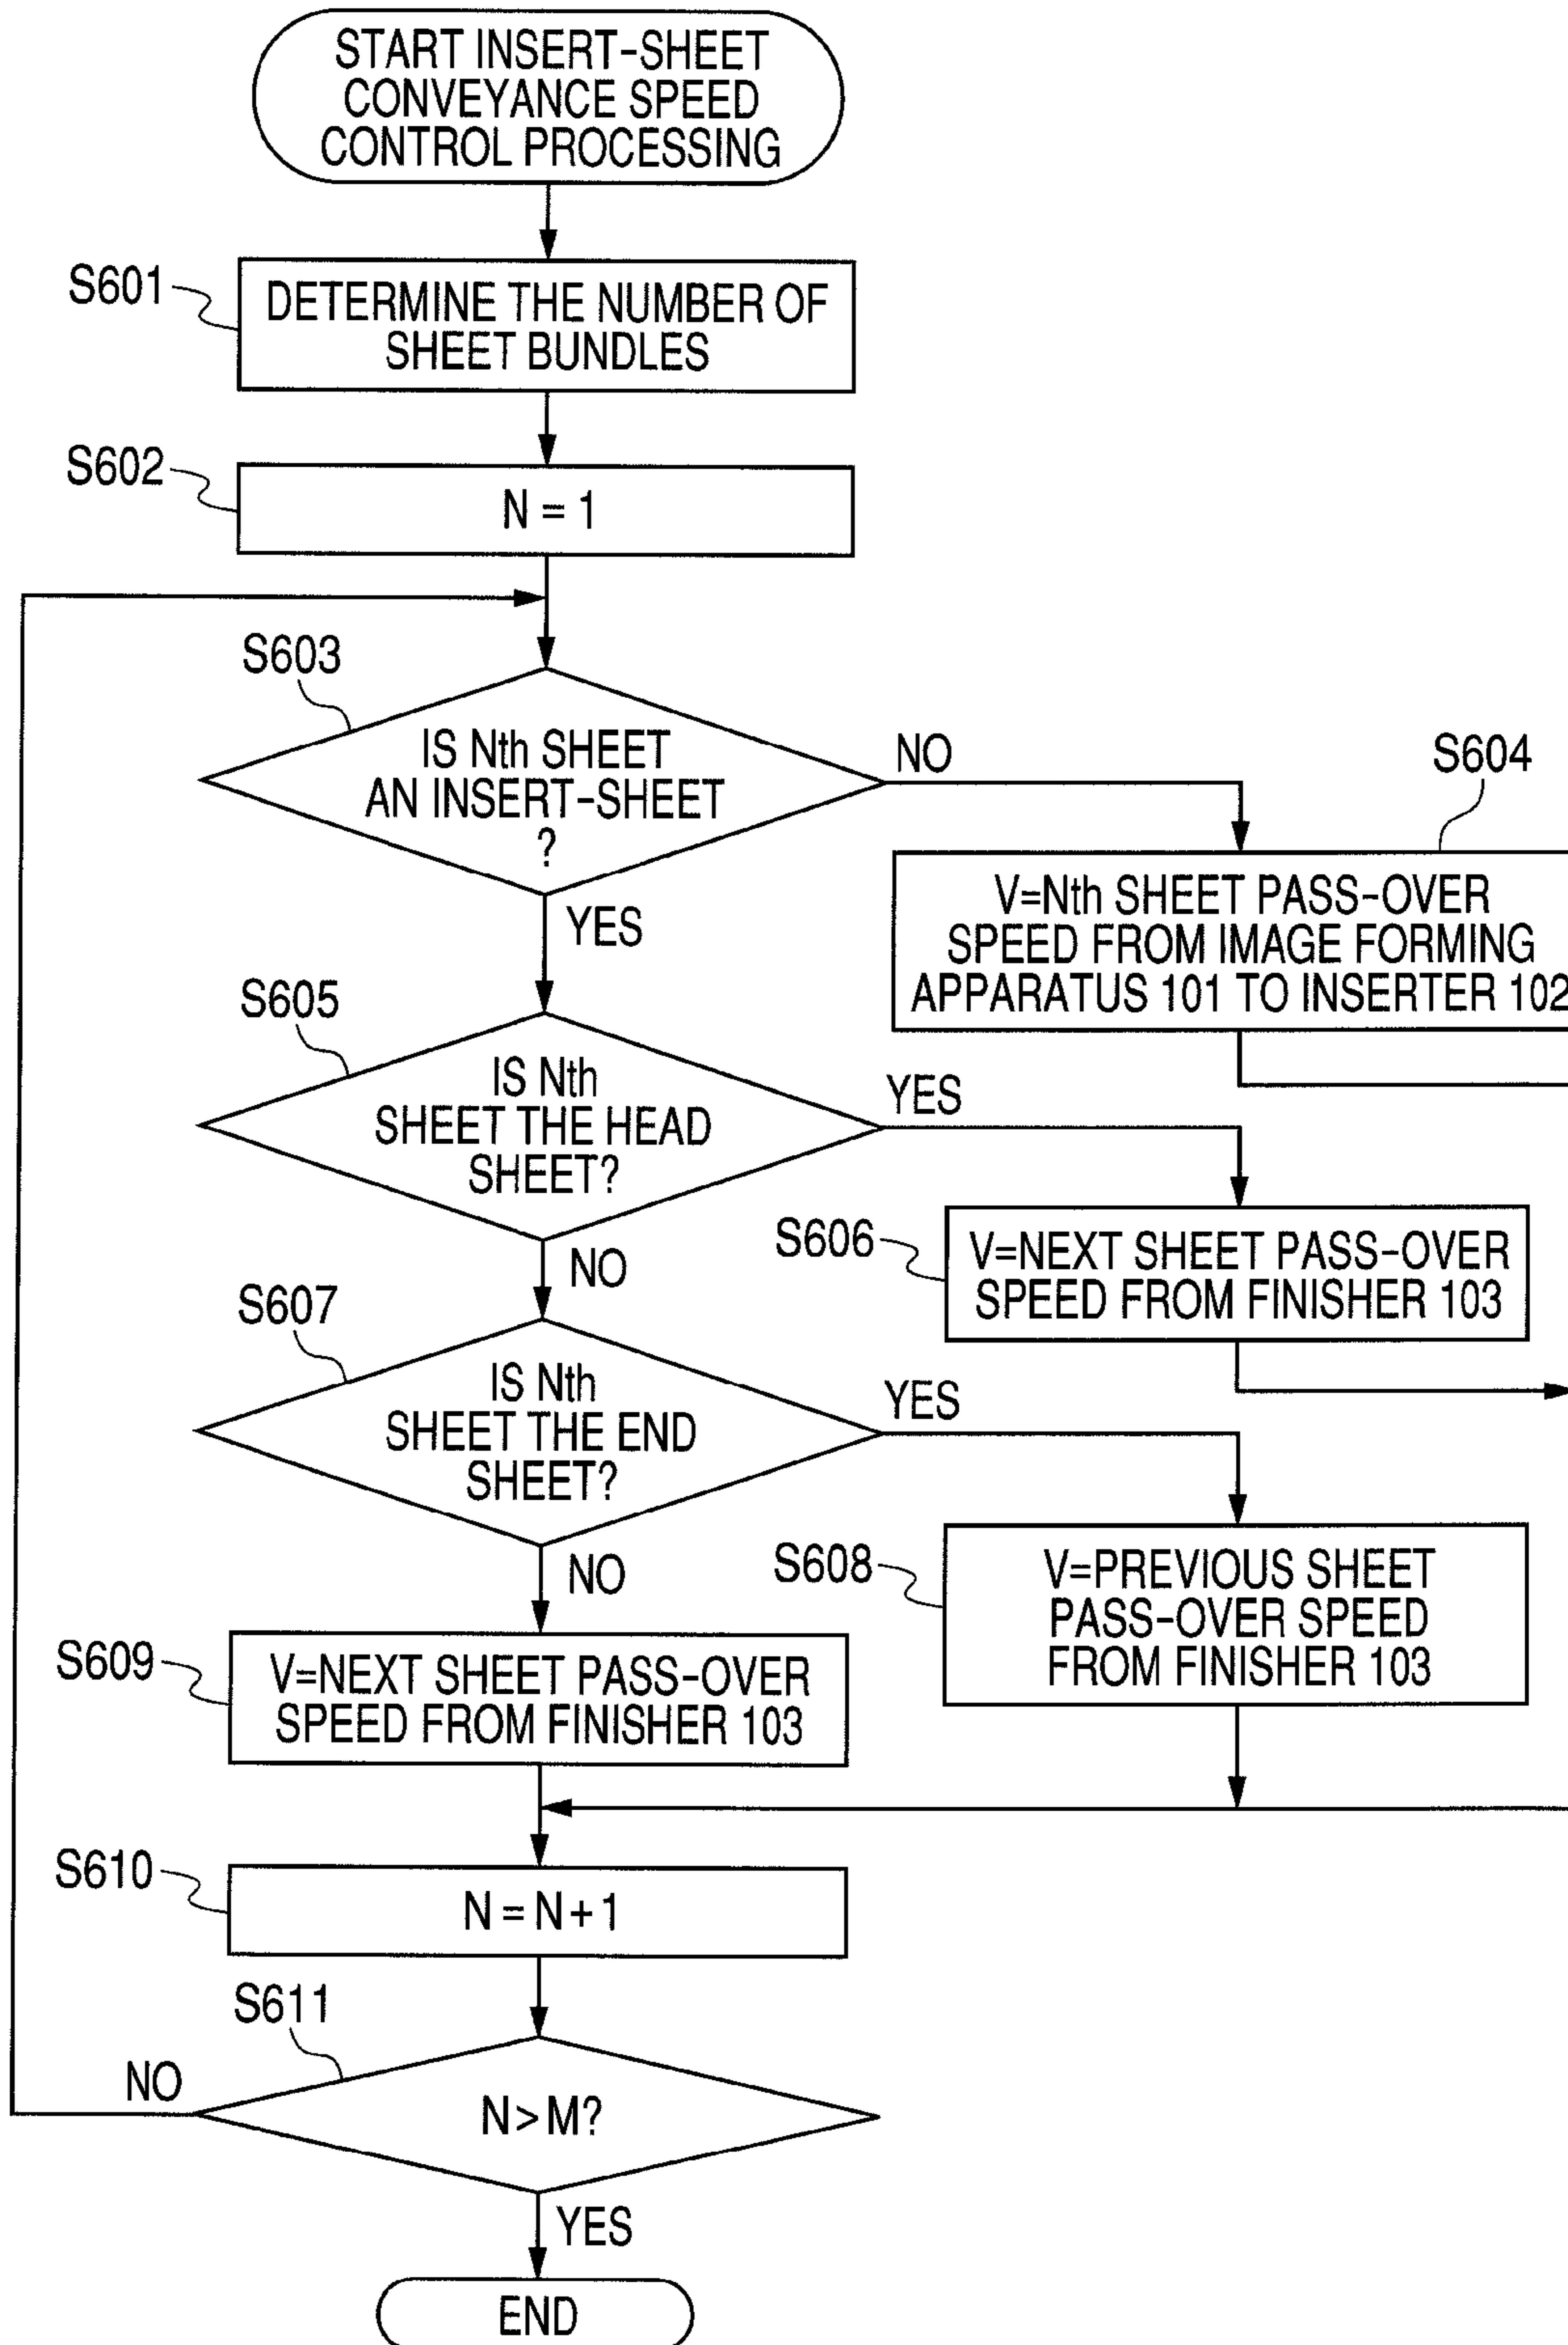 START INSERT-SHEET
CONVEYANCE SPEED
CONTROL PROCESSING
S601
DETERMINE THE NUMBER OF
SHEET BUNDLES
S602
N = 1
S603
IS Nth SHEET
AN INSERT-SHEET
?
NO
YES
S604
V=Nth SHEET PASS-OVER
SPEED FROM IMAGE FORMING
APPARATUS 101 TO INSERTER 102
S605
IS Nth
SHEET THE HEAD
SHEET?
YES
NO
S606
V=NEXT SHEET PASS-OVER
SPEED FROM FINISHER 103
S607
IS Nth
SHEET THE END
SHEET?
YES
NO
S608
V=PREVIOUS SHEET
PASS-OVER SPEED
FROM FINISHER 103
S609
V=NEXT SHEET PASS-OVER
SPEED FROM FINISHER 103
S610
N = N + 1
S611
N > M?
NO
YES
END